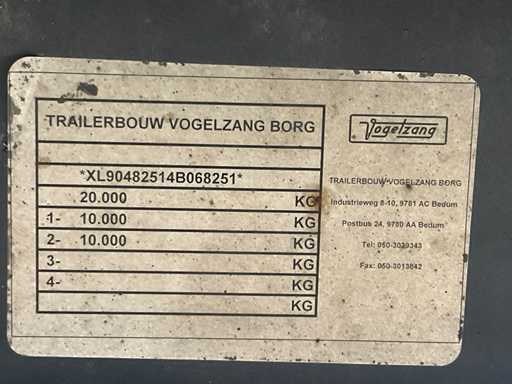 TRAILERBOUW VOGELZANG BORG
*XL90482514B068251*
20.000 KG
1- 10.000 KG
2- 10.000 KG
3- KG
4- KG
KG
Vogelzang
TRAILERBOUW VOGELZANG BORG
Industrieweg 8-10, 9781 AC Bedum
Postbus 24, 9780 AA Bedum
Tel: 050-3039343
Fax: 050-3013842